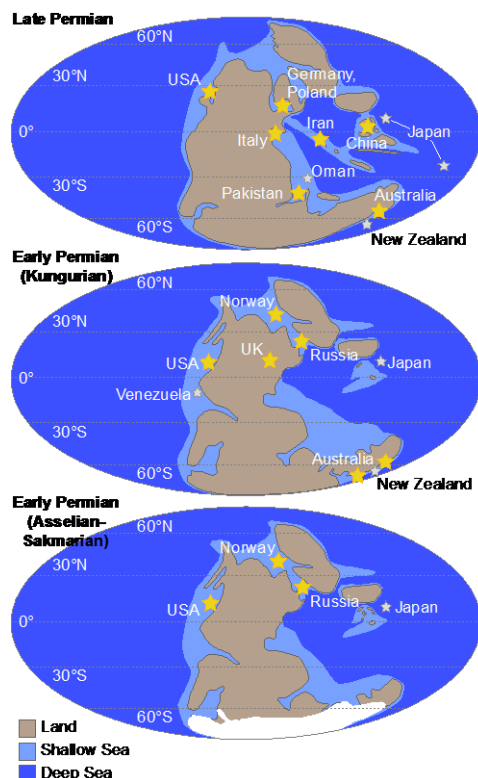 Late Permian
60°N
30°N
USA
Germany,
Poland
0°
Italy
Iran
China
Japan
Oman
30°S
Pakistan
Australia
60°S
New Zealand
Early Permian
(Kungurian)
60°N
Norway
30°N
UK
USA
Russia
Japan
0°
Venezuela
30°S
Australia
60°S
New Zealand
Early Permian
(Asselian-
Sakmarian)
60°N
Norway
30°N
USA
Russia
Japan
0°
30°S
60°S
Land
Shallow Sea
Deep Sea